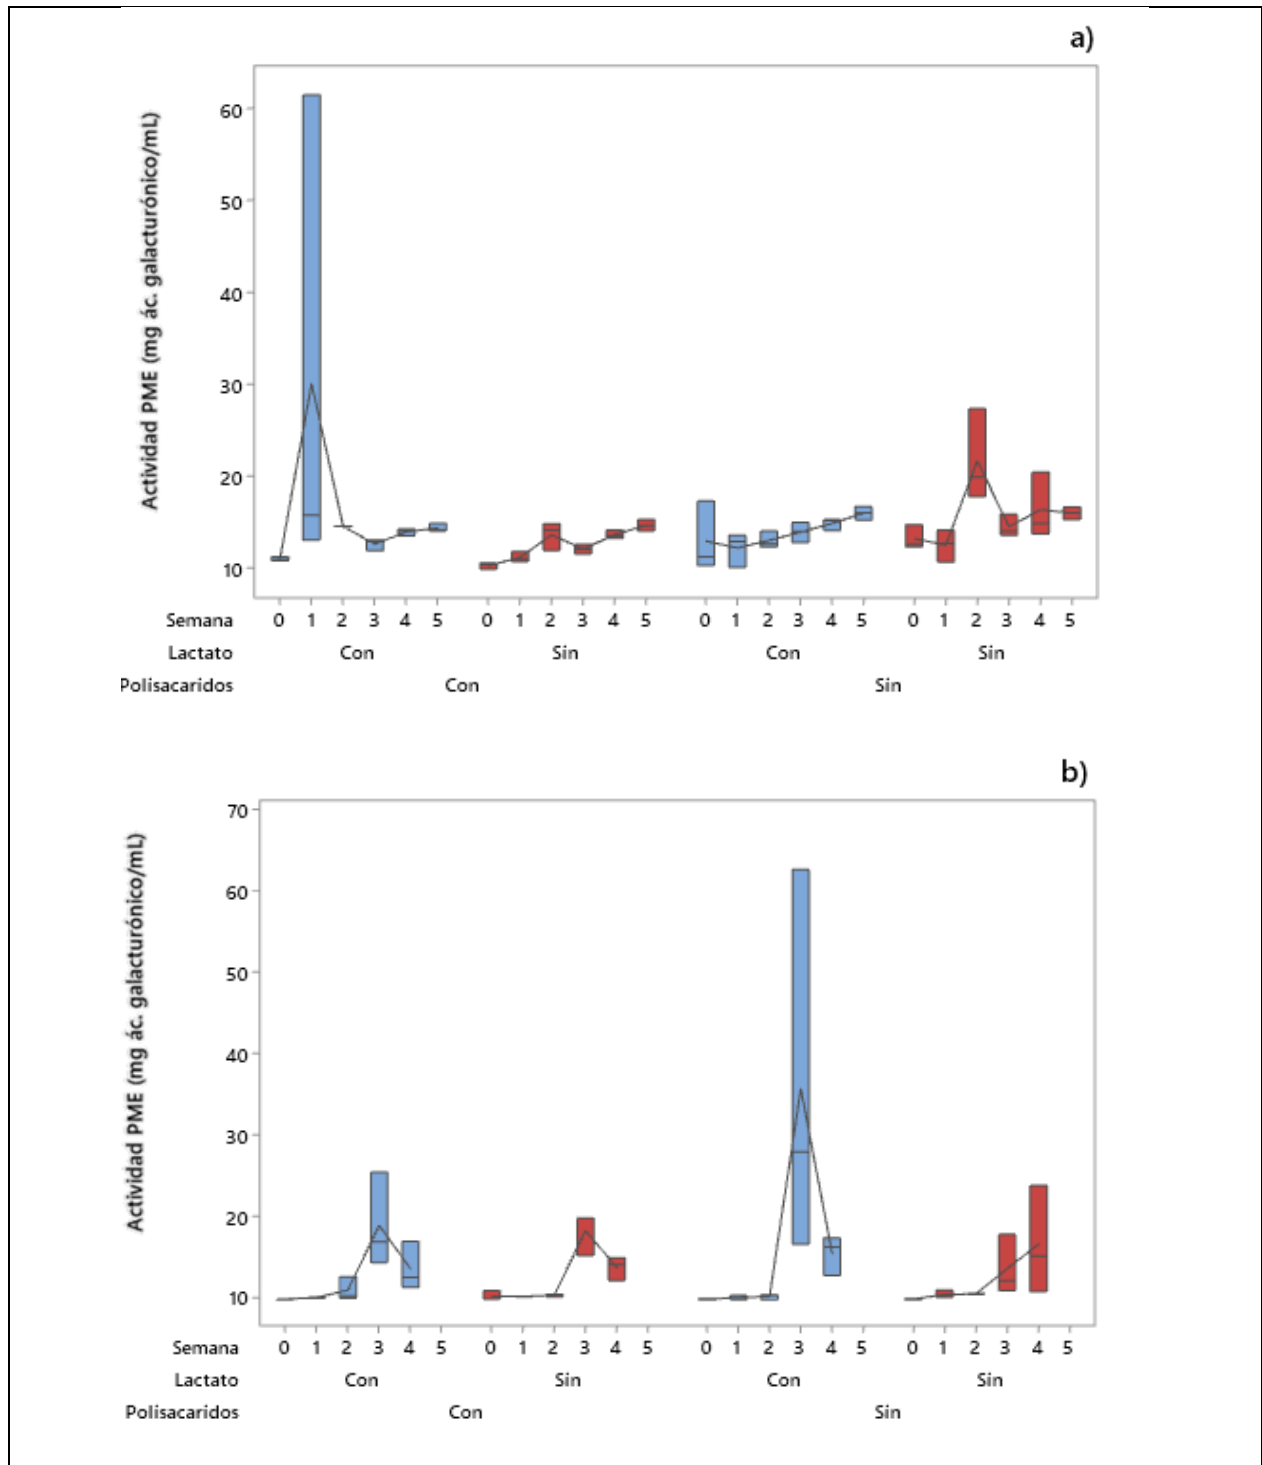 a)
Actividad PME (mg ác. galacturónico/mL)
60
50
40
30
20
10
Semana 0 1 2 3 4 5 0 1 2 3 4 5 0 1 2 3 4 5 0 1 2 3 4 5
Lactato Con Sin Con Sin
Polisacaridos Con Sin
b)
Actividad PME (mg ác. galacturónico/mL)
70
60
50
40
30
20
10
Semana 0 1 2 3 4 5 0 1 2 3 4 5 0 1 2 3 4 5 0 1 2 3 4 5
Lactato Con Sin Con Sin
Polisacaridos Con Sin